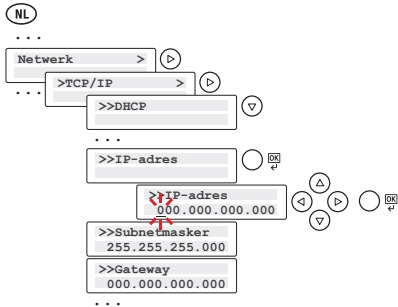 NL
...
Netwerk >
>TCP/IP >
...
>>DHCP
...
>>IP-adres
OK
>>IP-adres
000.000.000.000
OK
>>Subnetmasker
255.255.255.000
>>Gateway
000.000.000.000
...